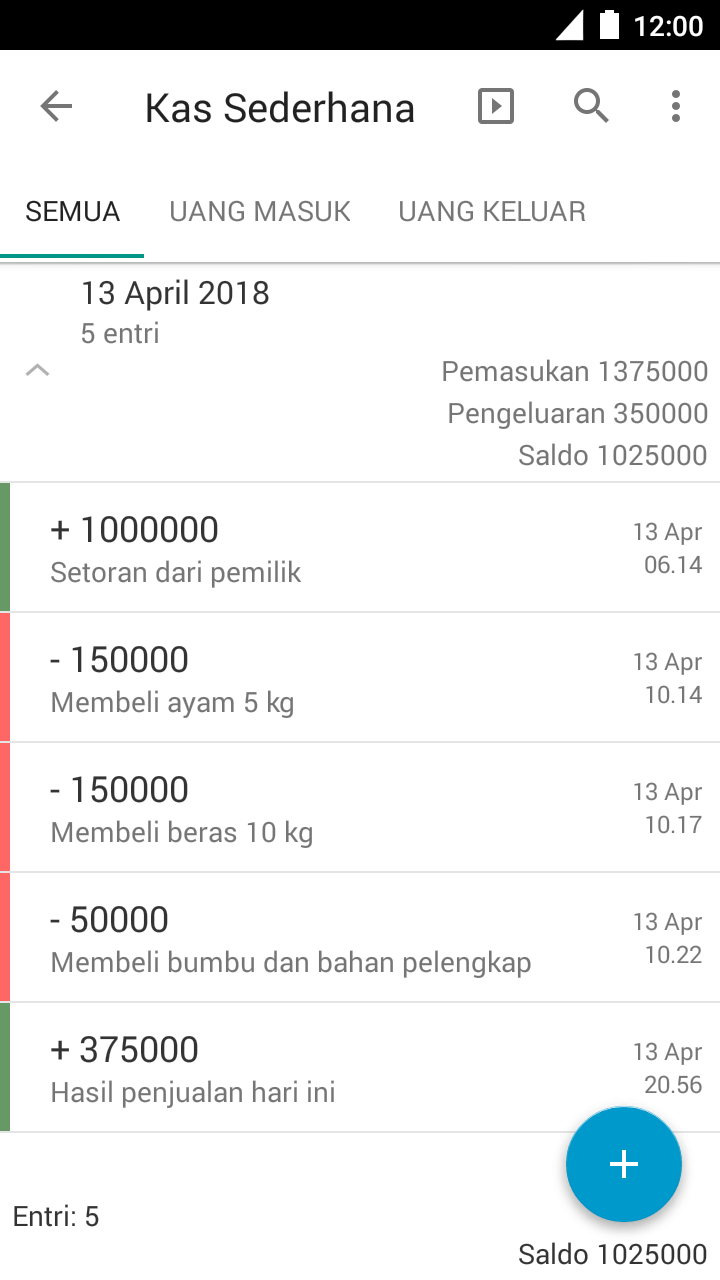 12:00
Kas Sederhana
SEMUA UANG MASUK UANG KELUAR
13 April 2018
5 entri
Pemasukan 1375000
Pengeluaran 350000
Saldo 1025000
+ 1000000
Setoran dari pemilik
13 Apr
06.14
- 150000
Membeli ayam 5 kg
13 Apr
10.14
- 150000
Membeli beras 10 kg
13 Apr
10.17
- 50000
Membeli bumbu dan bahan pelengkap
13 Apr
10.22
+ 375000
Hasil penjualan hari ini
13 Apr
20.56
+
Entri: 5
Saldo 1025000